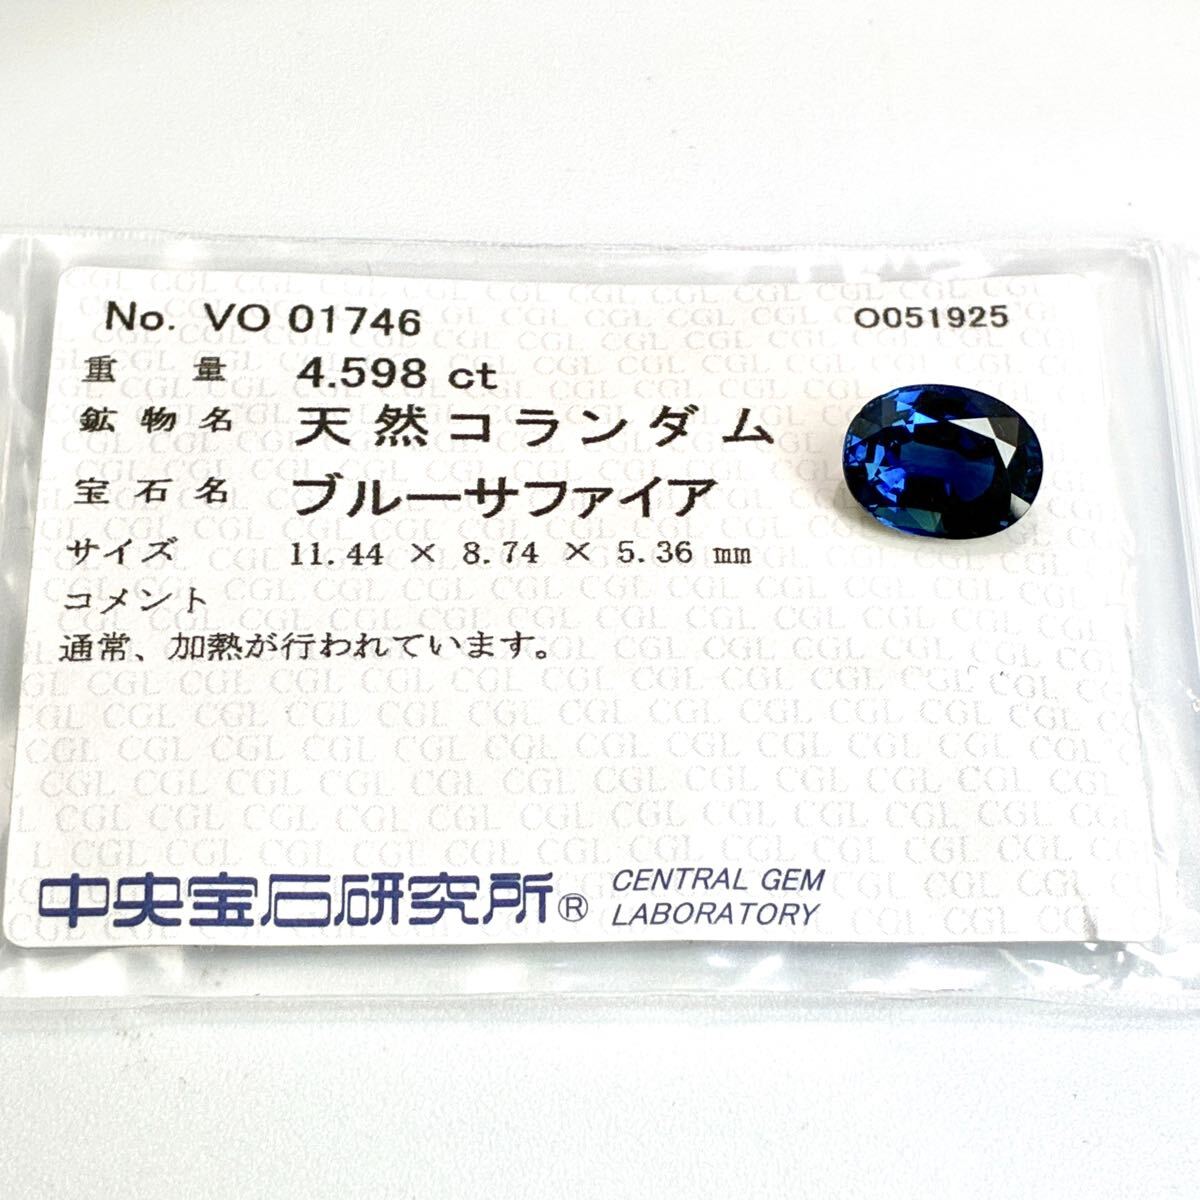 No. VO 01746 O051925
重 量 4.598 ct
鉱 物 名 天 然 コ ラ ン ダ ム
宝 石 名 ブルーサファイア
サ イ ズ 11.44 × 8.74 × 5.36 ㎜
コメント
通常、加熱が行われています。
中央宝石研究所® CENTRAL GEM
LABORATORY